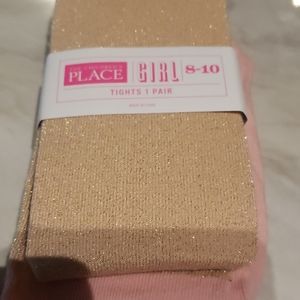 THE CHILDREN'S
PLACE GIRL 8-10
TIGHTS 1 PAIR